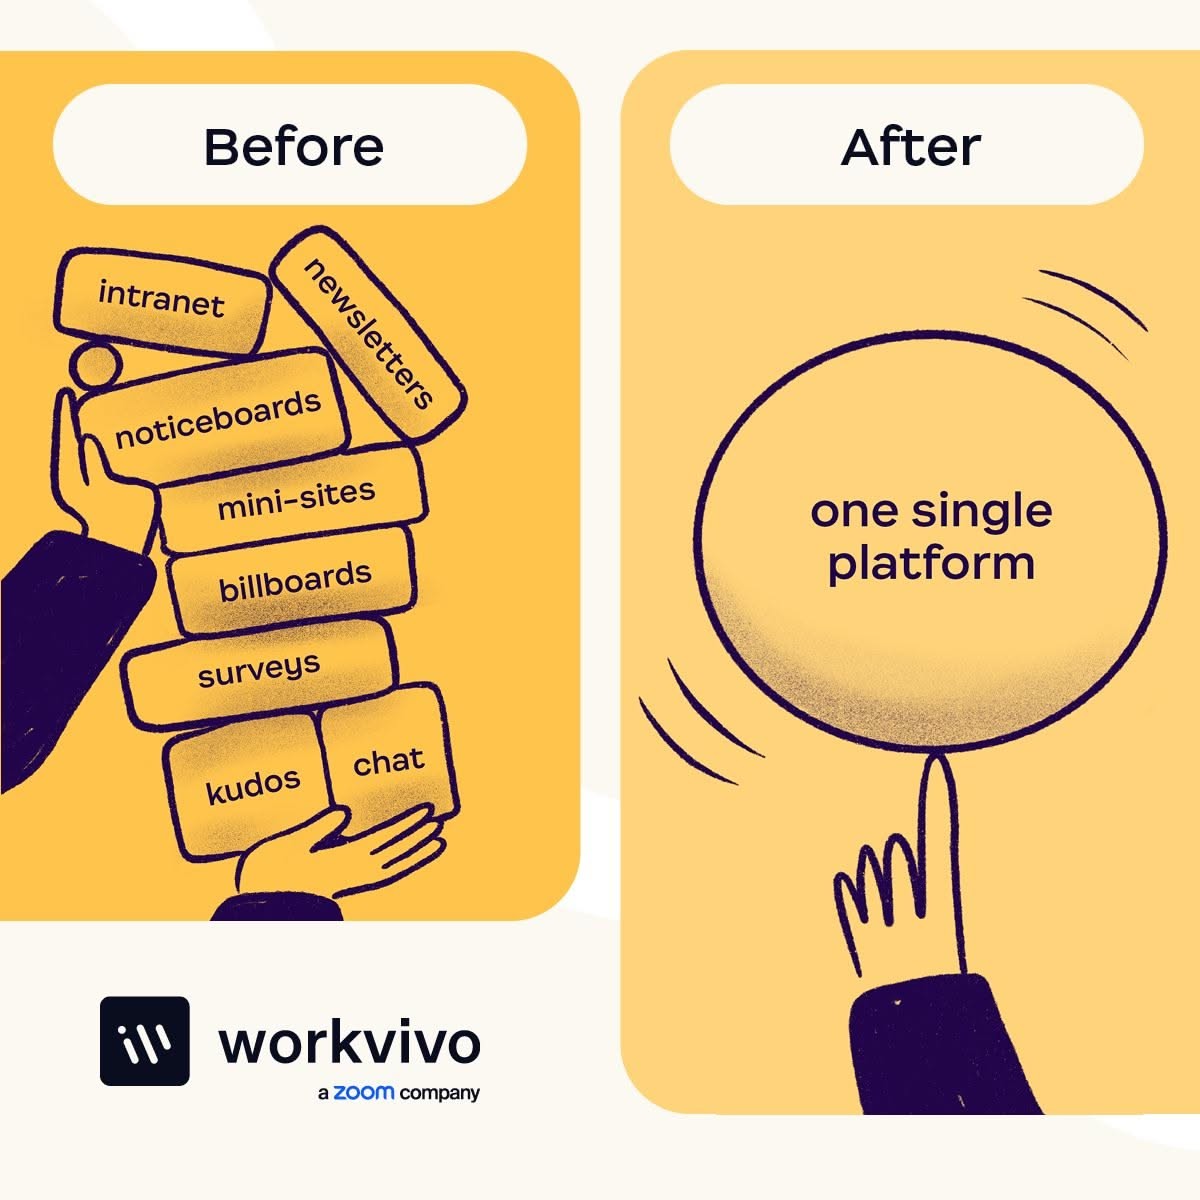 Before
intranet
newsletters
noticeboards
mini-sites
billboards
surveys
kudos
chat
workvivo
a zoom company
After
one single
platform